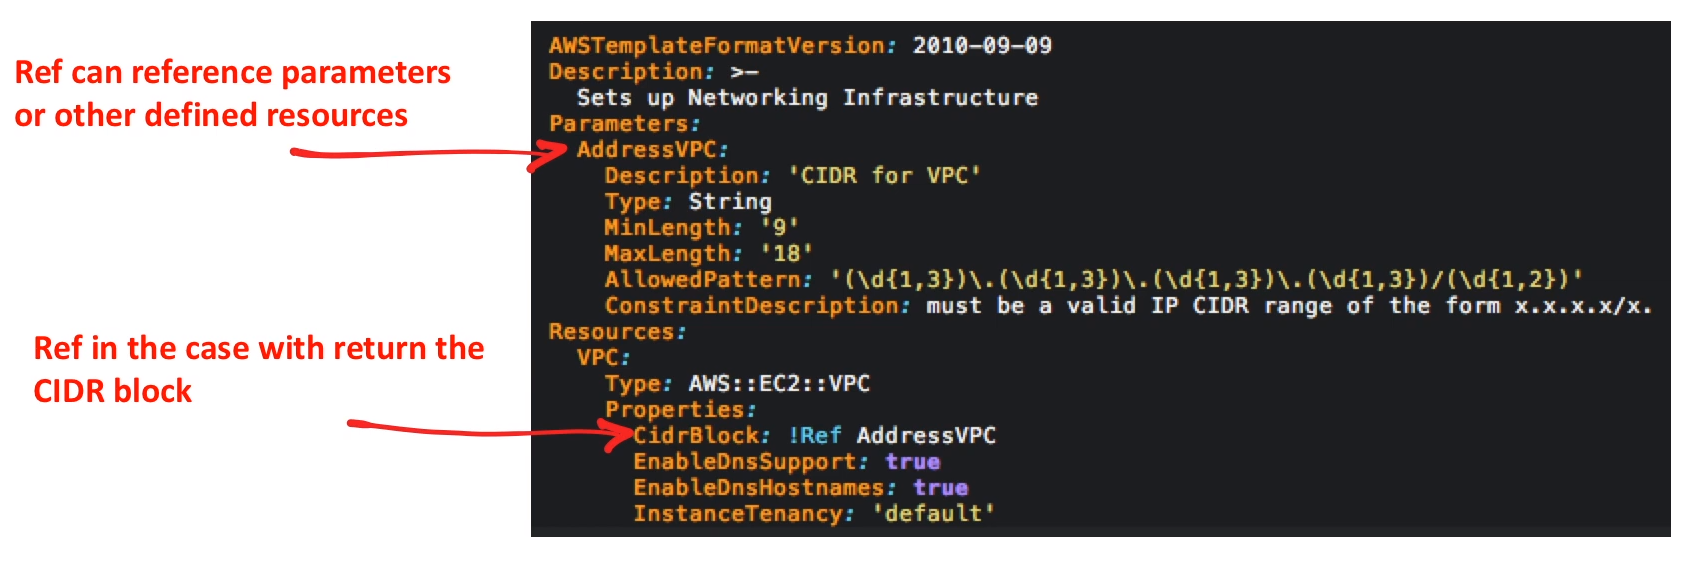 Ref can reference parameters
or other defined resources
Ref in the case with return the
CIDR block
AWSTemplateFormatVersion: 2010-09-09
Description: >-
  Sets up Networking Infrastructure
Parameters:
  AddressVPC:
    Description: 'CIDR for VPC'
    Type: String
    MinLength: '9'
    MaxLength: '18'
    AllowedPattern: '(\d{1,3})\.(\d{1,3})\.(\d{1,3})\.(\d{1,3})/(\d{1,2})'
    ConstraintDescription: must be a valid IP CIDR range of the form x.x.x.x/x.
Resources:
  VPC:
    Type: AWS::EC2::VPC
    Properties:
      CidrBlock: !Ref AddressVPC
      EnableDnsSupport: true
      EnableDnsHostnames: true
      InstanceTenancy: 'default'